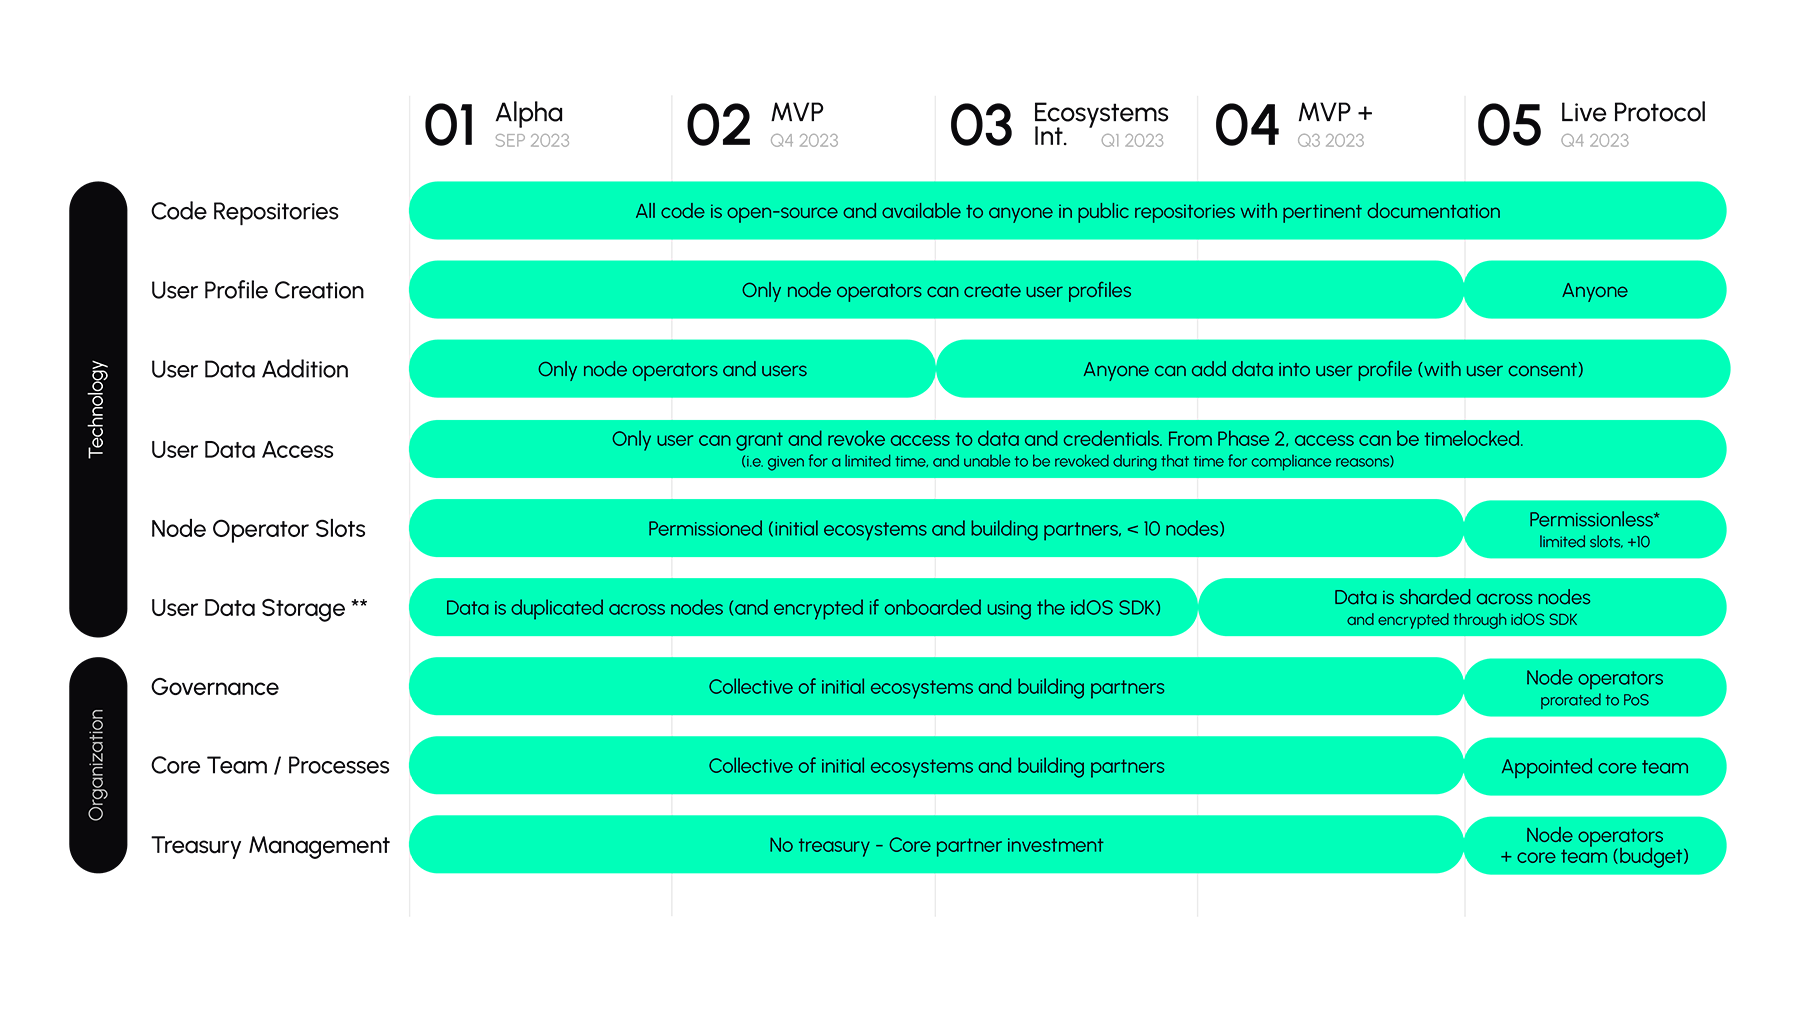 01 Alpha
SEP 2023
02 MVP
Q4 2023
03 Ecosystems
Int. Q1 2023
04 MVP +
Q3 2023
05 Live Protocol
Q4 2023
Technology
Code Repositories
All code is open-source and available to anyone in public repositories with pertinent documentation
User Profile Creation
Only node operators can create user profiles
Anyone
User Data Addition
Only node operators and users
Anyone can add data into user profile (with user consent)
User Data Access
Only user can grant and revoke access to data and credentials. From Phase 2, access can be timelocked.
(i.e. given for a limited time, and unable to be revoked during that time for compliance reasons)
Node Operator Slots
Permissioned (initial ecosystems and building partners, < 10 nodes)
Permissionless*
limited slots, +10
User Data Storage **
Data is duplicated across nodes (and encrypted if onboarded using the idOS SDK)
Data is sharded across nodes
and encrypted through idOS SDK
Organization
Governance
Collective of initial ecosystems and building partners
Node operators
prorated to PoS
Core Team / Processes
Collective of initial ecosystems and building partners
Appointed core team
Treasury Management
No treasury - Core partner investment
Node operators
+ core team (budget)